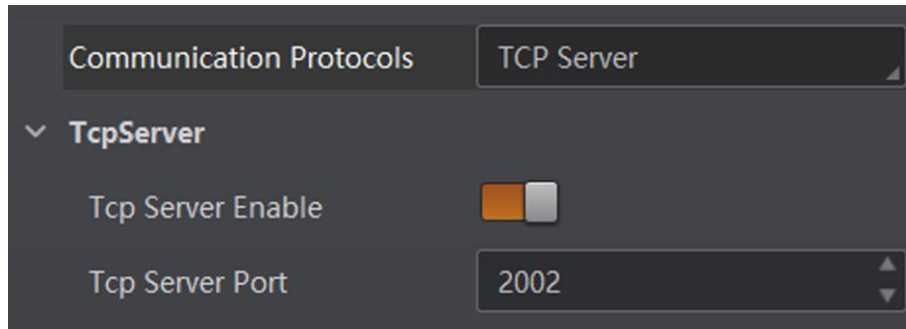 Communication Protocols TCP Server
TcpServer
Tcp Server Enable
Tcp Server Port 2002